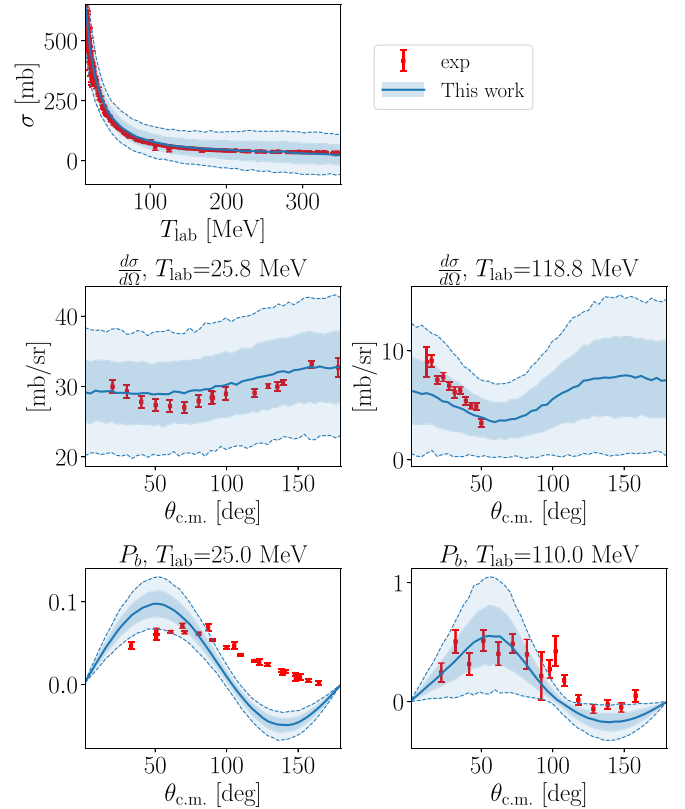 500
250
0
σ [mb]
100 200 300
T_lab [MeV]
exp
This work
dσ/dΩ, T_lab=25.8 MeV
40
30
20
[mb/sr]
50 100 150
θ_c.m. [deg]
dσ/dΩ, T_lab=118.8 MeV
10
0
[mb/sr]
50 100 150
θ_c.m. [deg]
P_b, T_lab=25.0 MeV
0.1
0.0
50 100 150
θ_c.m. [deg]
P_b, T_lab=110.0 MeV
1
0
50 100 150
θ_c.m. [deg]